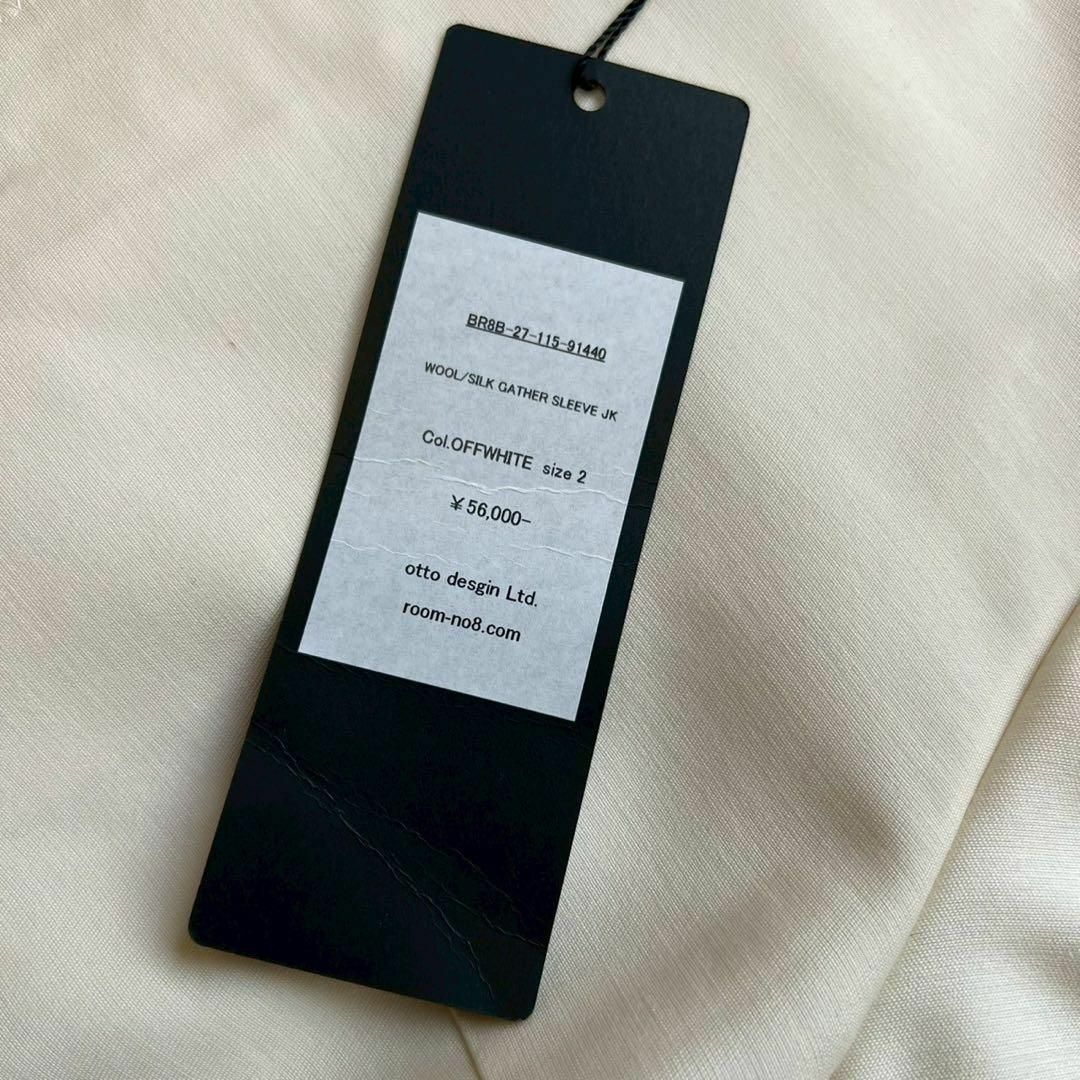 BR8B-27-115-91440
WOOL/SILK GATHER SLEEVE JK
Col.OFFWHITE size 2
￥56,000-
otto desgin Ltd.
room-no8.com